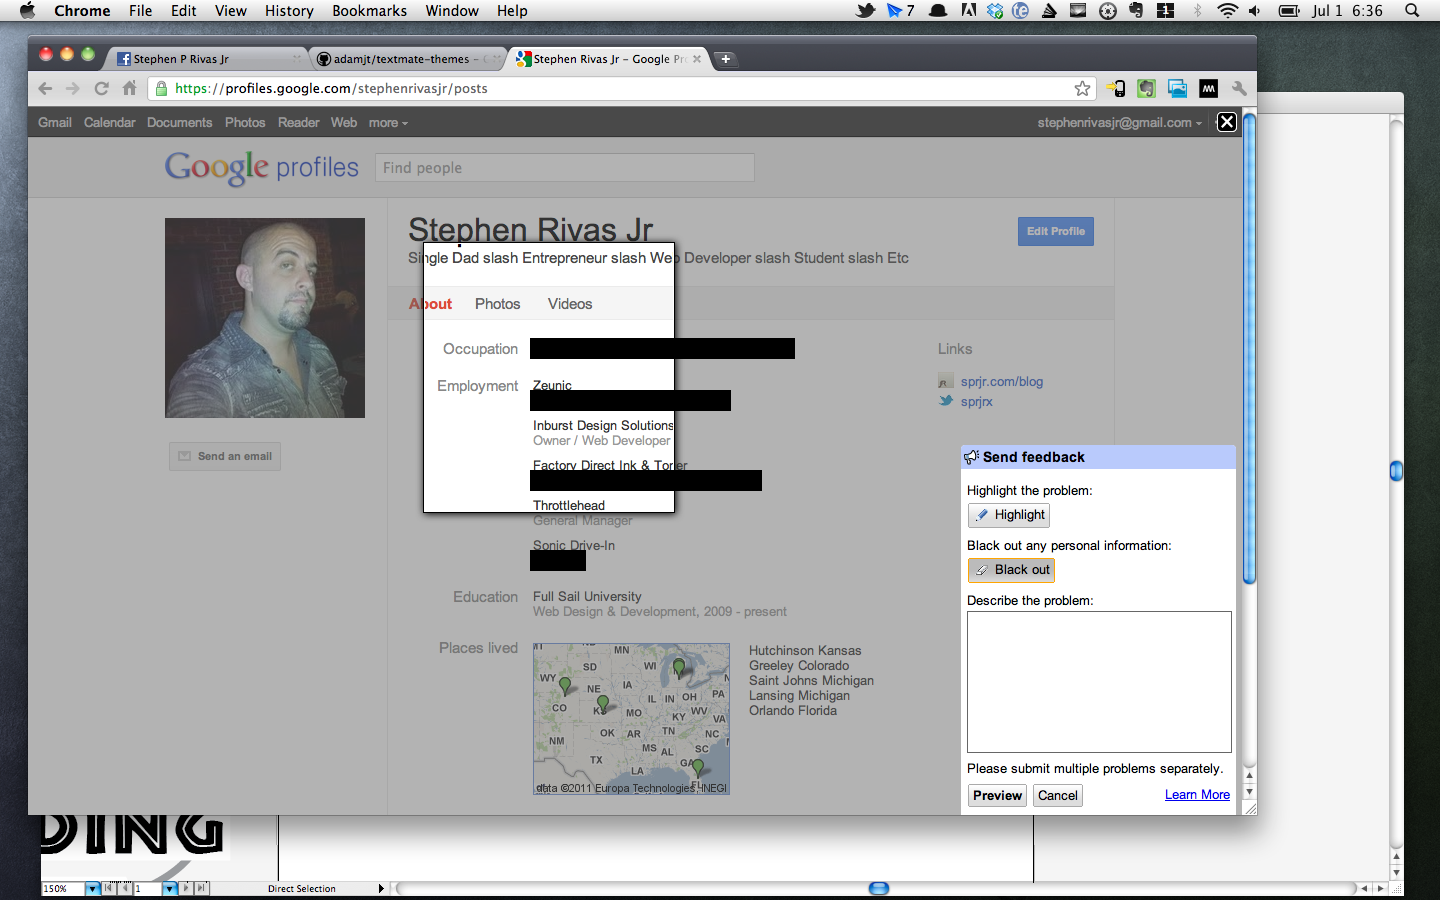 Chrome File Edit View History Bookmarks Window Help 7 1 Jul 1 6:36
Stephen P Rivas Jr adamjt/textmate-themes – Stephen Rivas Jr – Google Pr
https://profiles.google.com/stephenrivasjr/posts
Gmail Calendar Documents Photos Reader Web more stephenrivasjr@gmail.com
Google profiles Find people
Stephen Rivas Jr Edit Profile
Single Dad slash Entrepreneur slash Web Developer slash Student slash Etc
About Photos Videos
Occupation Links
Employment Zeunic sprjr.com/blog
sprjrx
Inburst Design Solutions
Owner / Web Developer
Send an email
Factory Direct Ink & Toner
Throttlehead
General Manager
Sonic Drive-In
Education Full Sail University
Web Design & Development, 2009 - present
Places lived
Hutchinson Kansas
Greeley Colorado
Saint Johns Michigan
Lansing Michigan
Orlando Florida
MN
SD WI
WY
NE IA IL IN OH PA
CO KS MO KY WV VA
OK AR TN NC
NM MS AL SC
TX LA GA
FL
data ©2011 Europa Technologies, INEGI
Send feedback
Highlight the problem:
Highlight
Black out any personal information:
Black out
Describe the problem:
Please submit multiple problems separately.
Preview Cancel Learn More
DING
150% 1 Direct Selection